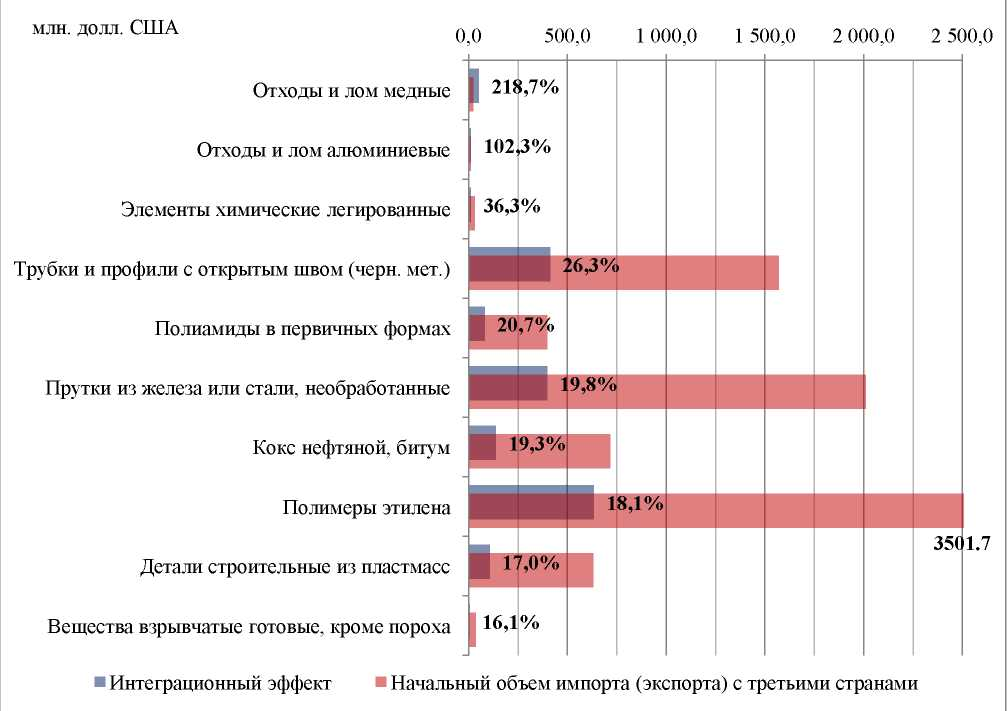 млн. долл. США
0,0 500,0 1 000,0 1 500,0 2 000,0 2 500,0
Отходы и лом медные 218,7%
Отходы и лом алюминиевые 102,3%
Элементы химические легированные 36,3%
Трубки и профили с открытым швом (черн. мет.) 26,3%
Полиамиды в первичных формах 20,7%
Прутки из железа или стали, необработанные 19,8%
Кокс нефтяной, битум 19,3%
Полимеры этилена 18,1%
3501.7
Детали строительные из пластмасс 17,0%
Вещества взрывчатые готовые, кроме пороха 16,1%
Интеграционный эффект Начальный объем импорта (экспорта) с третьими странами